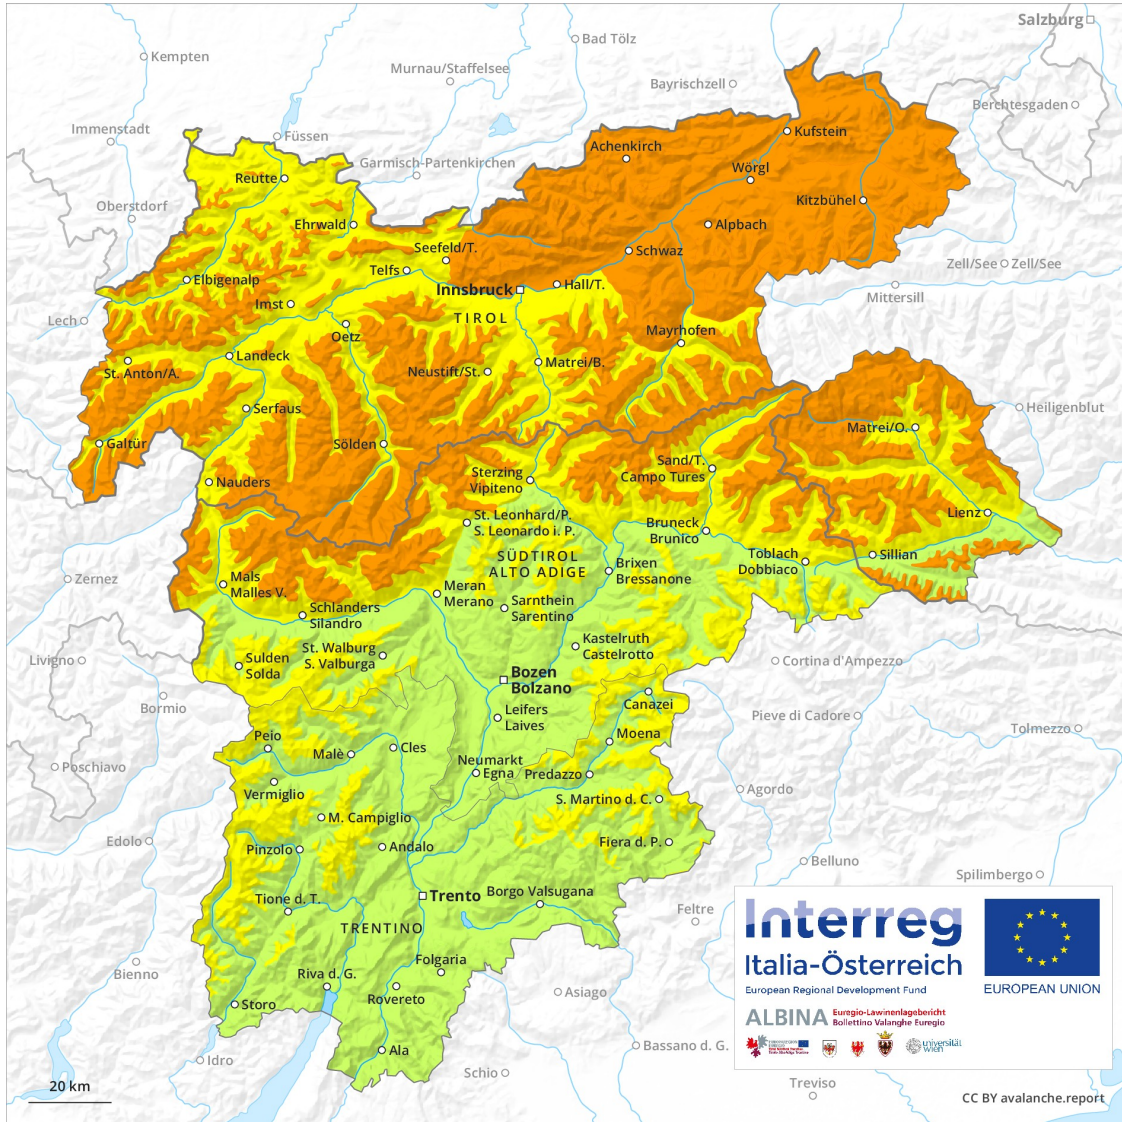 Salzburg
Bad Tölz
Kempten
Murnau/Staffelsee
Bayrischzell
Berchtesgaden
Immenstadt
Füssen
Kufstein
Achenkirch
Garmisch-Partenkirchen
Wörgl
Reutte
Oberstdorf
Kitzbühel
Ehrwald
Alpbach
Seefeld/T.
Schwaz
Telfs
Zell/See
Zell/See
Elbigenalp
Innsbruck
Hall/T.
Mittersill
Imst
TIROL
Lech
Oetz
Mayrhofen
Landeck
Matrei/B.
St. Anton/A.
Neustift/St.
Serfaus
Heiligenblut
Matrei/O.
Galtür
Sölden
Sand/T.
Campo Tures
Sterzing
Vipiteno
Nauders
Lienz
St. Leonhard/P.
S. Leonardo i. P.
Bruneck
Brunico
SÜDTIROL
ALTO ADIGE
Toblach
Dobbiaco
Sillian
Brixen
Bressanone
Zernez
Mals
Malles V.
Meran
Merano
Sarnthein
Sarentino
Schlanders
Silandro
Kastelruth
Castelrotto
St. Walburg
S. Valburga
Livigno
Sulden
Solda
Cortina d'Ampezzo
Bozen
Bolzano
Canazei
Bormio
Leifers
Laives
Pieve di Cadore
Tolmezzo
Peio
Moena
Malè
Cles
Poschiavo
Neumarkt
Egna
Predazzo
Vermiglio
Agordo
S. Martino d. C.
M. Campiglio
Edolo
Pinzolo
Andalo
Fiera d. P.
Belluno
Spilimbergo
Trento
Borgo Valsugana
Tione d. T.
Feltre
TRENTINO
Folgaria
Bienno
Riva d. G.
Rovereto
Asiago
Storo
Bassano d. G.
Ala
Idro
Schio
Treviso
Interreg
Italia-Österreich
European Regional Development Fund
EUROPEAN UNION
ALBINA
Euregio-Lawinenlagebericht
Bollettino Valanghe Euregio
universität
wien
20 km
CC BY avalanche.report